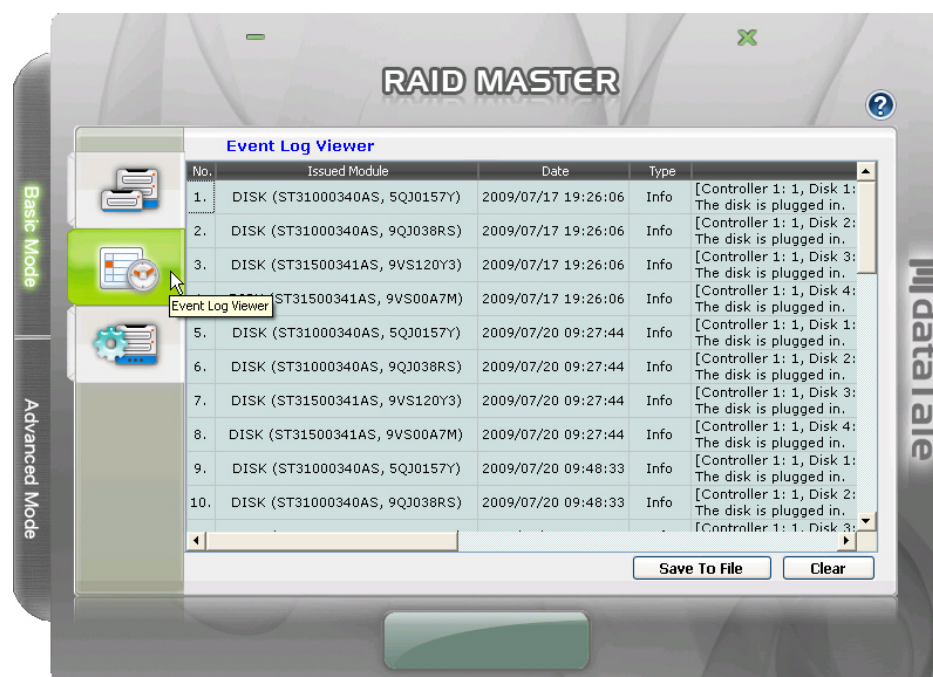 RAID MASTER
?
Event Log Viewer
No. Issued Module Date Type
1. DISK (ST31000340AS, 5QJ0157Y) 2009/07/17 19:26:06 Info [Controller 1: 1, Disk 1:
The disk is plugged in.
2. DISK (ST31000340AS, 9QJ038RS) 2009/07/17 19:26:06 Info [Controller 1: 1, Disk 2:
The disk is plugged in.
3. DISK (ST31500341AS, 9VS120Y3) 2009/07/17 19:26:06 Info [Controller 1: 1, Disk 3:
The disk is plugged in.
(ST31500341AS, 9VS00A7M) 2009/07/17 19:26:06 Info [Controller 1: 1, Disk 4:
The disk is plugged in.
Event Log Viewer
5. DISK (ST31000340AS, 5QJ0157Y) 2009/07/20 09:27:44 Info [Controller 1: 1, Disk 1:
The disk is plugged in.
6. DISK (ST31000340AS, 9QJ038RS) 2009/07/20 09:27:44 Info [Controller 1: 1, Disk 2:
The disk is plugged in.
7. DISK (ST31500341AS, 9VS120Y3) 2009/07/20 09:27:44 Info [Controller 1: 1, Disk 3:
The disk is plugged in.
8. DISK (ST31500341AS, 9VS00A7M) 2009/07/20 09:27:44 Info [Controller 1: 1, Disk 4:
The disk is plugged in.
9. DISK (ST31000340AS, 5QJ0157Y) 2009/07/20 09:48:33 Info [Controller 1: 1, Disk 1:
The disk is plugged in.
10. DISK (ST31000340AS, 9QJ038RS) 2009/07/20 09:48:33 Info [Controller 1: 1, Disk 2:
The disk is plugged in.
[Controller 1: 1, Disk 3:
Save To File Clear
Basic Mode
Advanced Mode
dataTale